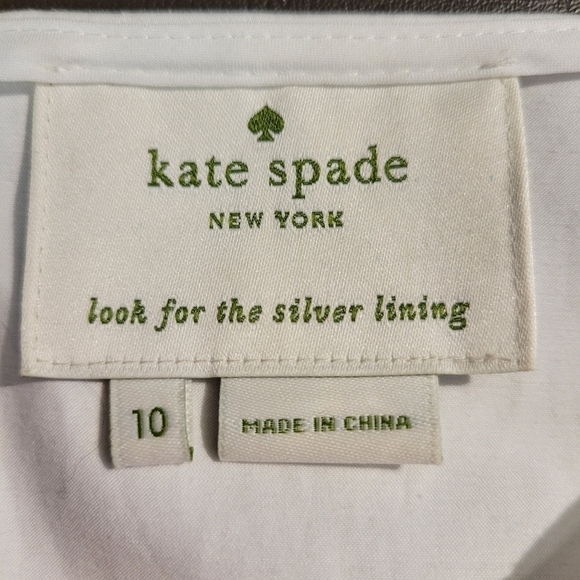 kate spade
NEW YORK
look for the silver lining
10
MADE IN CHINA